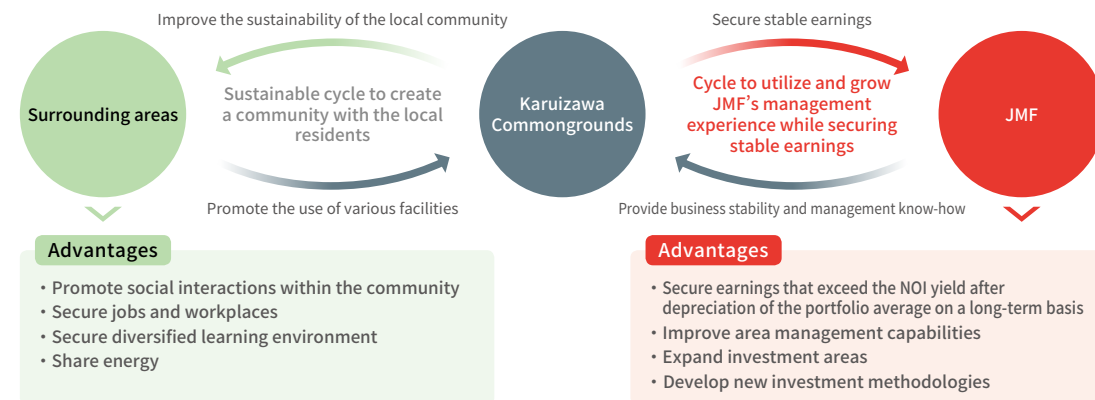 Improve the sustainability of the local community
Secure stable earnings
Surrounding areas
Sustainable cycle to create
a community with the local
residents
Karuizawa
Commongrounds
Cycle to utilize and grow
JMF's management
experience while securing
stable earnings
JMF
Promote the use of various facilities
Provide business stability and management know-how
Advantages
・Promote social interactions within the community
・Secure jobs and workplaces
・Secure diversified learning environment
・Share energy
Advantages
・Secure earnings that exceed the NOI yield after
depreciation of the portfolio average on a long-term basis
・Improve area management capabilities
・Expand investment areas
・Develop new investment methodologies